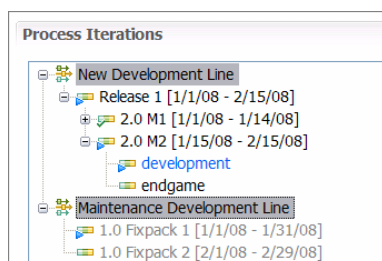 Process Iterations
New Development Line
Release 1 [1/1/08 - 2/15/08]
2.0 M1 [1/1/08 - 1/14/08]
2.0 M2 [1/15/08 - 2/15/08]
development
endgame
Maintenance Development Line
1.0 Fixpack 1 [1/1/08 - 1/31/08]
1.0 Fixpack 2 [2/1/08 - 2/29/08]